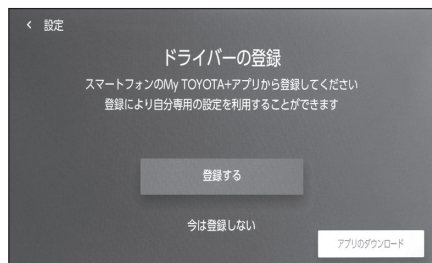 < 設定
ドライバーの登録
スマートフォンのMy TOYOTA+アプリから登録してください
登録により自分専用の設定を利用することができます
登録する
今は登録しない
アプリのダウンロード